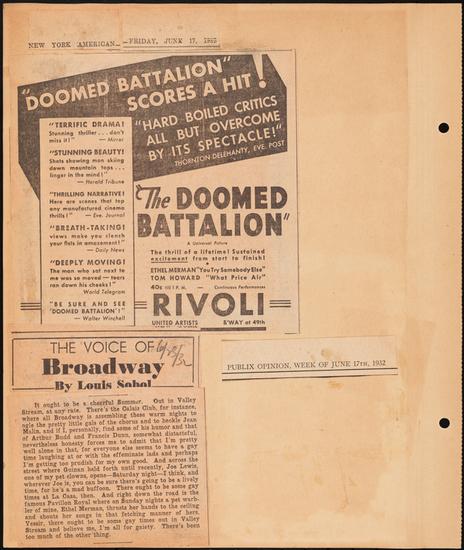 NEW YORK AMERICAN—FRIDAY, JUNE 17, 1932
"DOOMED BATTALION"
SCORES A HIT!
"HARD BOILED CRITICS
ALL BUT OVERCOME
BY ITS SPECTACLE!"
THORNTON DELEHANTY, EVE. POST
"TERRIFIC DRAMA!
Stunning thriller...don't
miss it!" — Mirror
"STUNNING BEAUTY!
Shots showing man skiing
down mountain tops...
linger in the mind!"
— Herald Tribune
"THRILLING NARRATIVE!
Here are scenes that top
any manufactured cinema
thrills!" — Eve. Journal
"BREATH-TAKING!
views make you clench
your fists in amazement!"
— Daily News
"DEEPLY MOVING!
The man who sat next to
me was so moved — tears
ran down his cheeks!"
World Telegram
"BE SURE AND SEE
'DOOMED BATTALION'!"
— Walter Winchell
"The DOOMED
BATTALION"
A Universal Picture
The thrill of a lifetime! Sustained
excitement from start to finish!
ETHEL MERMAN "You Try Somebody Else"
TOM HOWARD "What Price Air"
40c till 1 P. M. — Continuous Performances
RIVOLI
UNITED ARTISTS B'WAY at 49th
THE VOICE OF
Broadway
By Louis Sobol
6/23/32
It ought to be a cheerful Summer. Out in Valley
Stream, at any rate. There's the Calais Club, for instance,
where all Broadway is assembling these warm nights to
ogle the pretty little gals of the chorus and to heckle Jean
Malin, and if I, personally, find some of his humor and that
of Arthur Budd and Francis Dunn, somewhat distasteful,
nevertheless honesty forces me to admit that I'm pretty
well alone in that, for everyone else seems to have a gay
time laughing at or with the effeminate lads and perhaps
I'm getting too prudish for my own good. And across the
street where Guinan held forth until recently, Joe Lewis,
one of my pet clowns, opens—Saturday night—I think, and
wherever Joe is, you can be sure there's going to be a lively
time, for he's a mad buffoon. There ought to be some gay
times at La Casa, then. And right down the road is the
famous Pavilion Royal where on Sunday nights a pet warb-
ler of mine, Ethel Merman, thrusts her hands to the ceiling
and shouts her songs in that fetching manner of hers.
Yessir, there ought to be some gay times out in Valley
Stream and believe me, I'm all for gaiety. There's been
too much of the other thing.
PUBLIX OPINION, WEEK OF JUNE 17TH, 1932